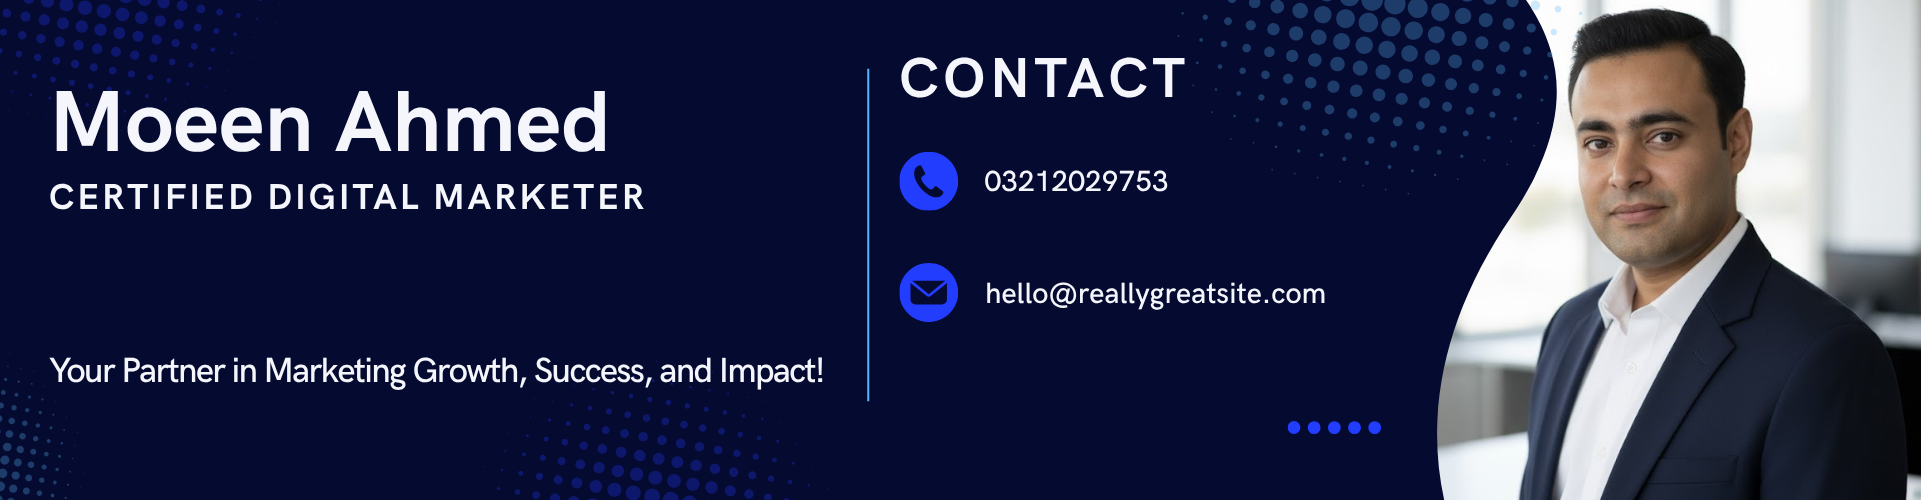 Moeen Ahmed
CERTIFIED DIGITAL MARKETER
Your Partner in Marketing Growth, Success, and Impact!
CONTACT
03212029753
hello@reallygreatsite.com